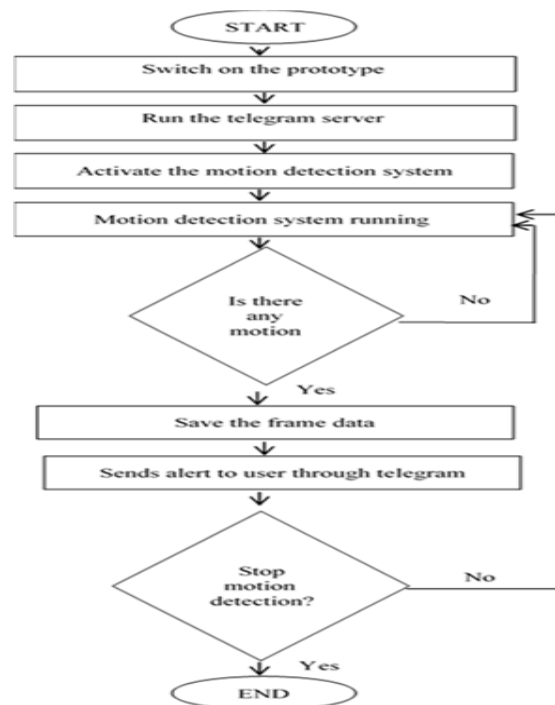 START
Switch on the prototype
Run the telegram server
Activate the motion detection system
Motion detection system running
Is there
any
motion
No
Yes
Save the frame data
Sends alert to user through telegram
Stop
motion
detection?
No
Yes
END